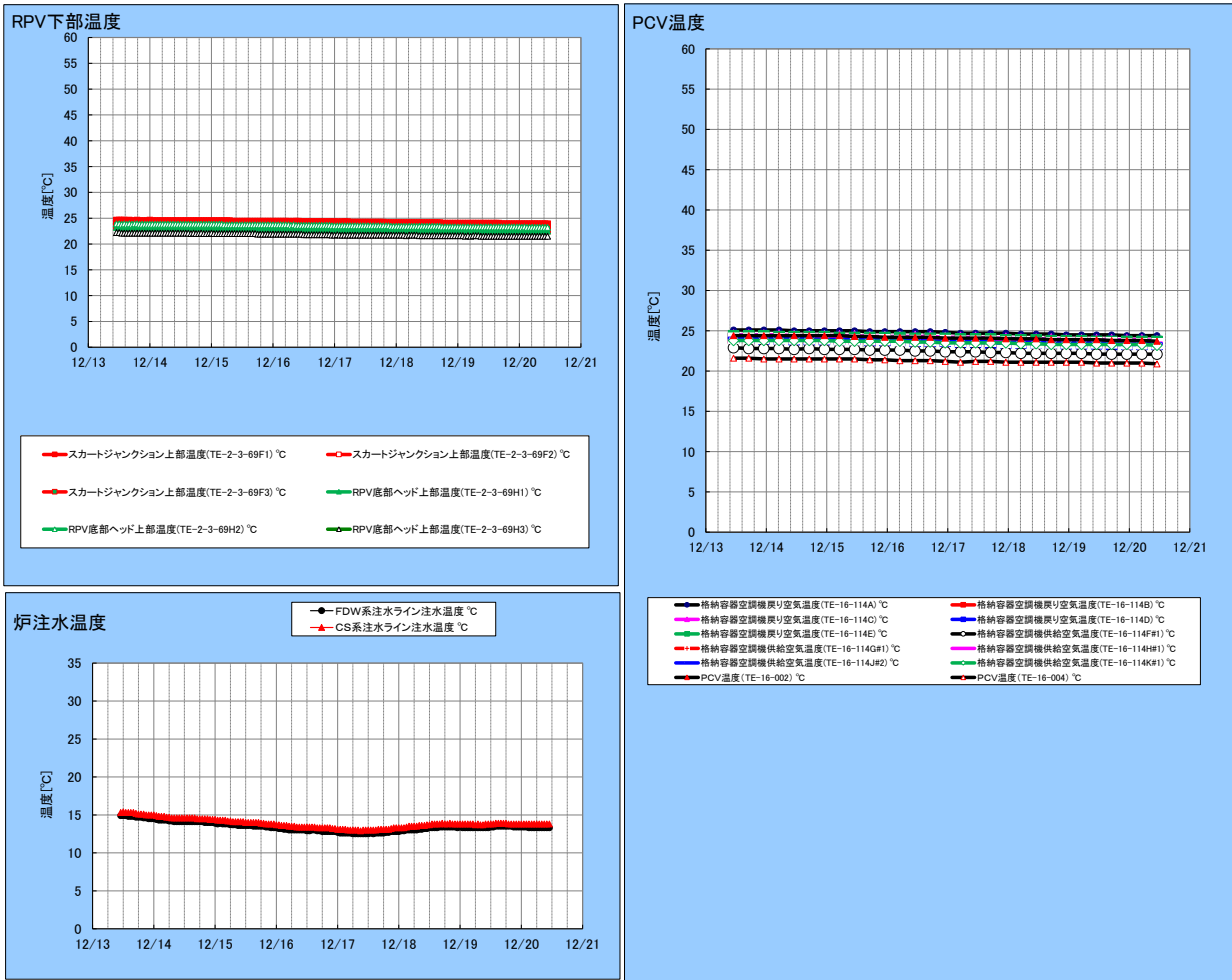 RPV下部温度
60
55
50
45
40
35
30
25
20
15
10
5
0
温度[℃]
12/13 12/14 12/15 12/16 12/17 12/18 12/19 12/20 12/21
スカートジャンクション上部温度(TE-2-3-69F1) ℃ スカートジャンクション上部温度(TE-2-3-69F2) ℃
スカートジャンクション上部温度(TE-2-3-69F3) ℃ RPV底部ヘッド上部温度(TE-2-3-69H1) ℃
RPV底部ヘッド上部温度(TE-2-3-69H2) ℃ RPV底部ヘッド上部温度(TE-2-3-69H3) ℃
炉注水温度
FDW系注水ライン注水温度 ℃
CS系注水ライン注水温度 ℃
35
30
25
20
15
10
5
0
温度[℃]
12/13 12/14 12/15 12/16 12/17 12/18 12/19 12/20 12/21
PCV温度
60
55
50
45
40
35
30
25
20
15
10
5
0
温度[℃]
12/13 12/14 12/15 12/16 12/17 12/18 12/19 12/20 12/21
格納容器空調機戻り空気温度(TE-16-114A) ℃ 格納容器空調機戻り空気温度(TE-16-114B) ℃
格納容器空調機戻り空気温度(TE-16-114C) ℃ 格納容器空調機戻り空気温度(TE-16-114D) ℃
格納容器空調機戻り空気温度(TE-16-114E) ℃ 格納容器空調機供給空気温度(TE-16-114F#1) ℃
格納容器空調機供給空気温度(TE-16-114G#1) ℃ 格納容器空調機供給空気温度(TE-16-114H#1) ℃
格納容器空調機供給空気温度(TE-16-114J#2) ℃ 格納容器空調機供給空気温度(TE-16-114K#1) ℃
PCV温度(TE-16-002) ℃ PCV温度(TE-16-004) ℃